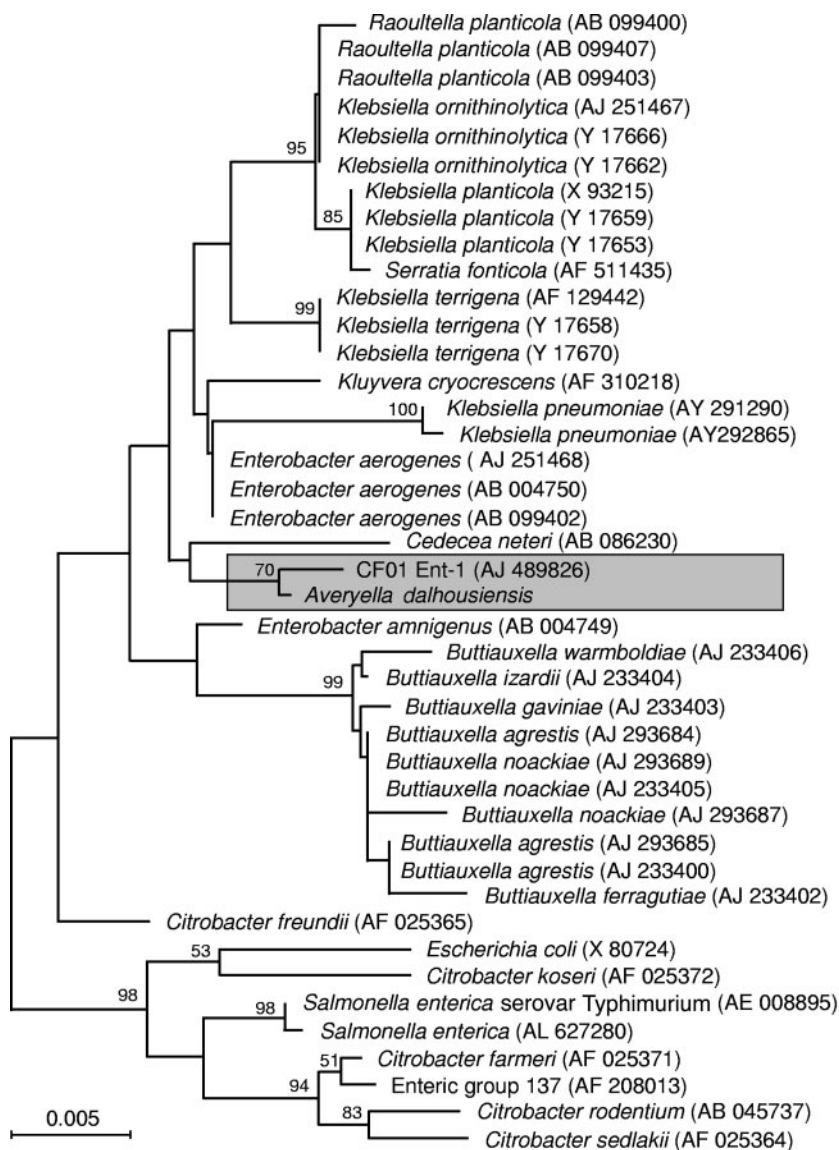 Raoultella planticola (AB 099400)
Raoultella planticola (AB 099407)
95
Raoultella planticola (AB 099403)
Klebsiella ornithinolytica (AJ 251467)
Klebsiella ornithinolytica (Y 17666)
Klebsiella ornithinolytica (Y 17662)
Klebsiella planticola (X 93215)
85
Klebsiella planticola (Y 17659)
Klebsiella planticola (Y 17653)
Serratia fonticola (AF 511435)
Klebsiella terrigena (AF 129442)
99
Klebsiella terrigena (Y 17658)
Klebsiella terrigena (Y 17670)
Kluyvera cryocrescens (AF 310218)
100
Klebsiella pneumoniae (AY 291290)
Klebsiella pneumoniae (AY292865)
Enterobacter aerogenes ( AJ 251468)
Enterobacter aerogenes (AB 004750)
Enterobacter aerogenes (AB 099402)
Cedecea neteri (AB 086230)
70
CF01 Ent-1 (AJ 489826)
Averyella dalhousiensis
Enterobacter amnigenus (AB 004749)
Buttiauxella warmboldiae (AJ 233406)
99
Buttiauxella izardii (AJ 233404)
Buttiauxella gaviniae (AJ 233403)
Buttiauxella agrestis (AJ 293684)
Buttiauxella noackiae (AJ 293689)
Buttiauxella noackiae (AJ 233405)
Buttiauxella noackiae (AJ 293687)
Buttiauxella agrestis (AJ 293685)
Buttiauxella agrestis (AJ 233400)
Buttiauxella ferragutiae (AJ 233402)
Citrobacter freundii (AF 025365)
53
Escherichia coli (X 80724)
Citrobacter koseri (AF 025372)
98
98
Salmonella enterica serovar Typhimurium (AE 008895)
Salmonella enterica (AL 627280)
51
Citrobacter farmeri (AF 025371)
94
Enteric group 137 (AF 208013)
Citrobacter rodentium (AB 045737)
83
Citrobacter sedlakii (AF 025364)
0.005